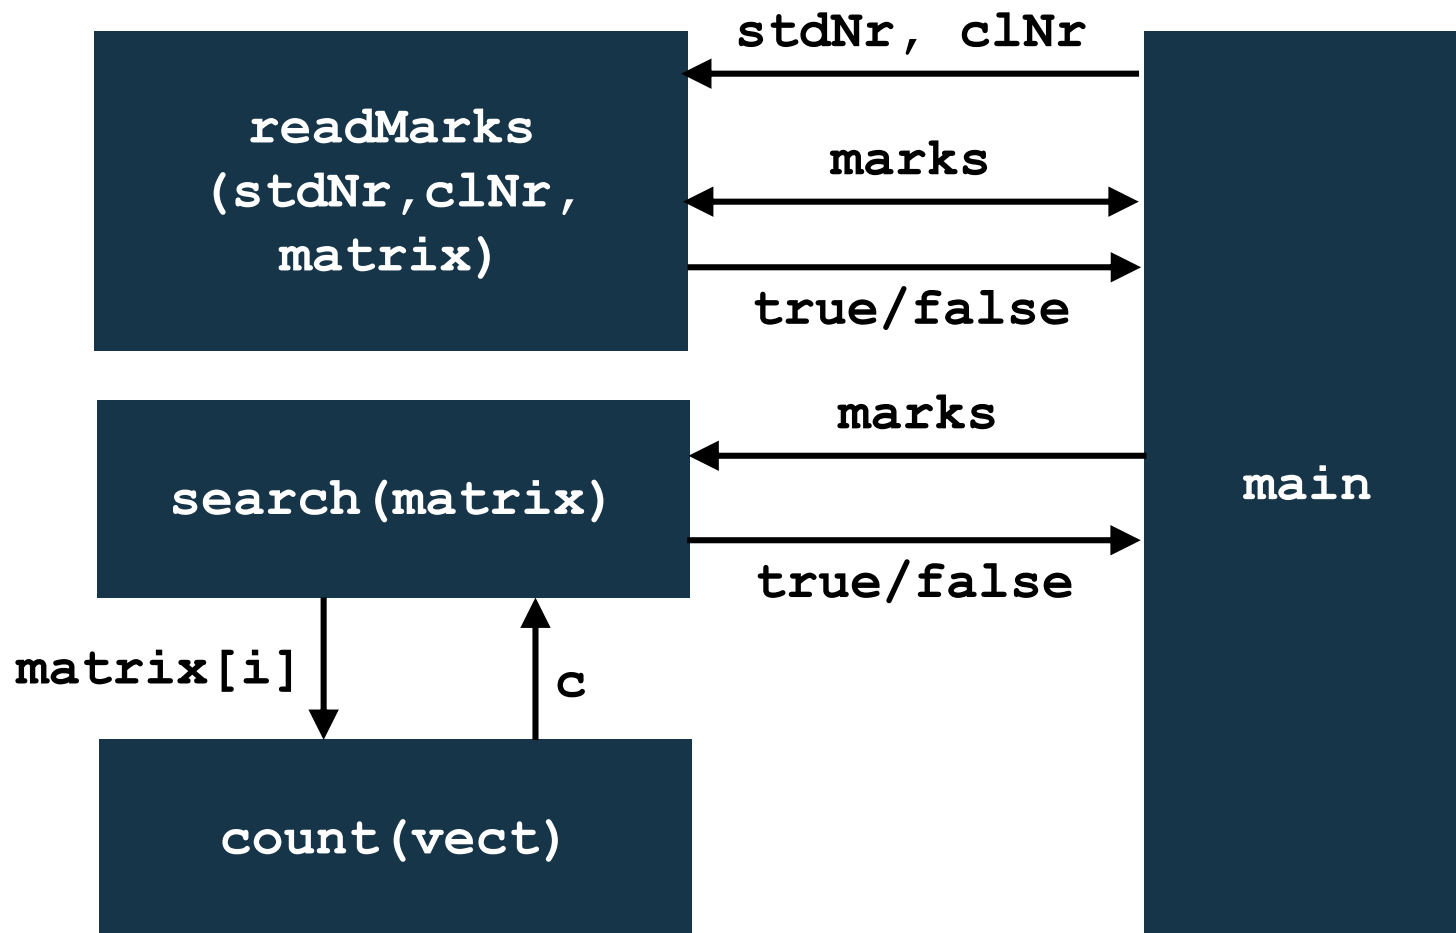 stdNr, clNr
readMarks
(stdNr,clNr,
matrix)
marks
true/false
marks
search(matrix)
main
true/false
matrix[i]
c
count(vect)